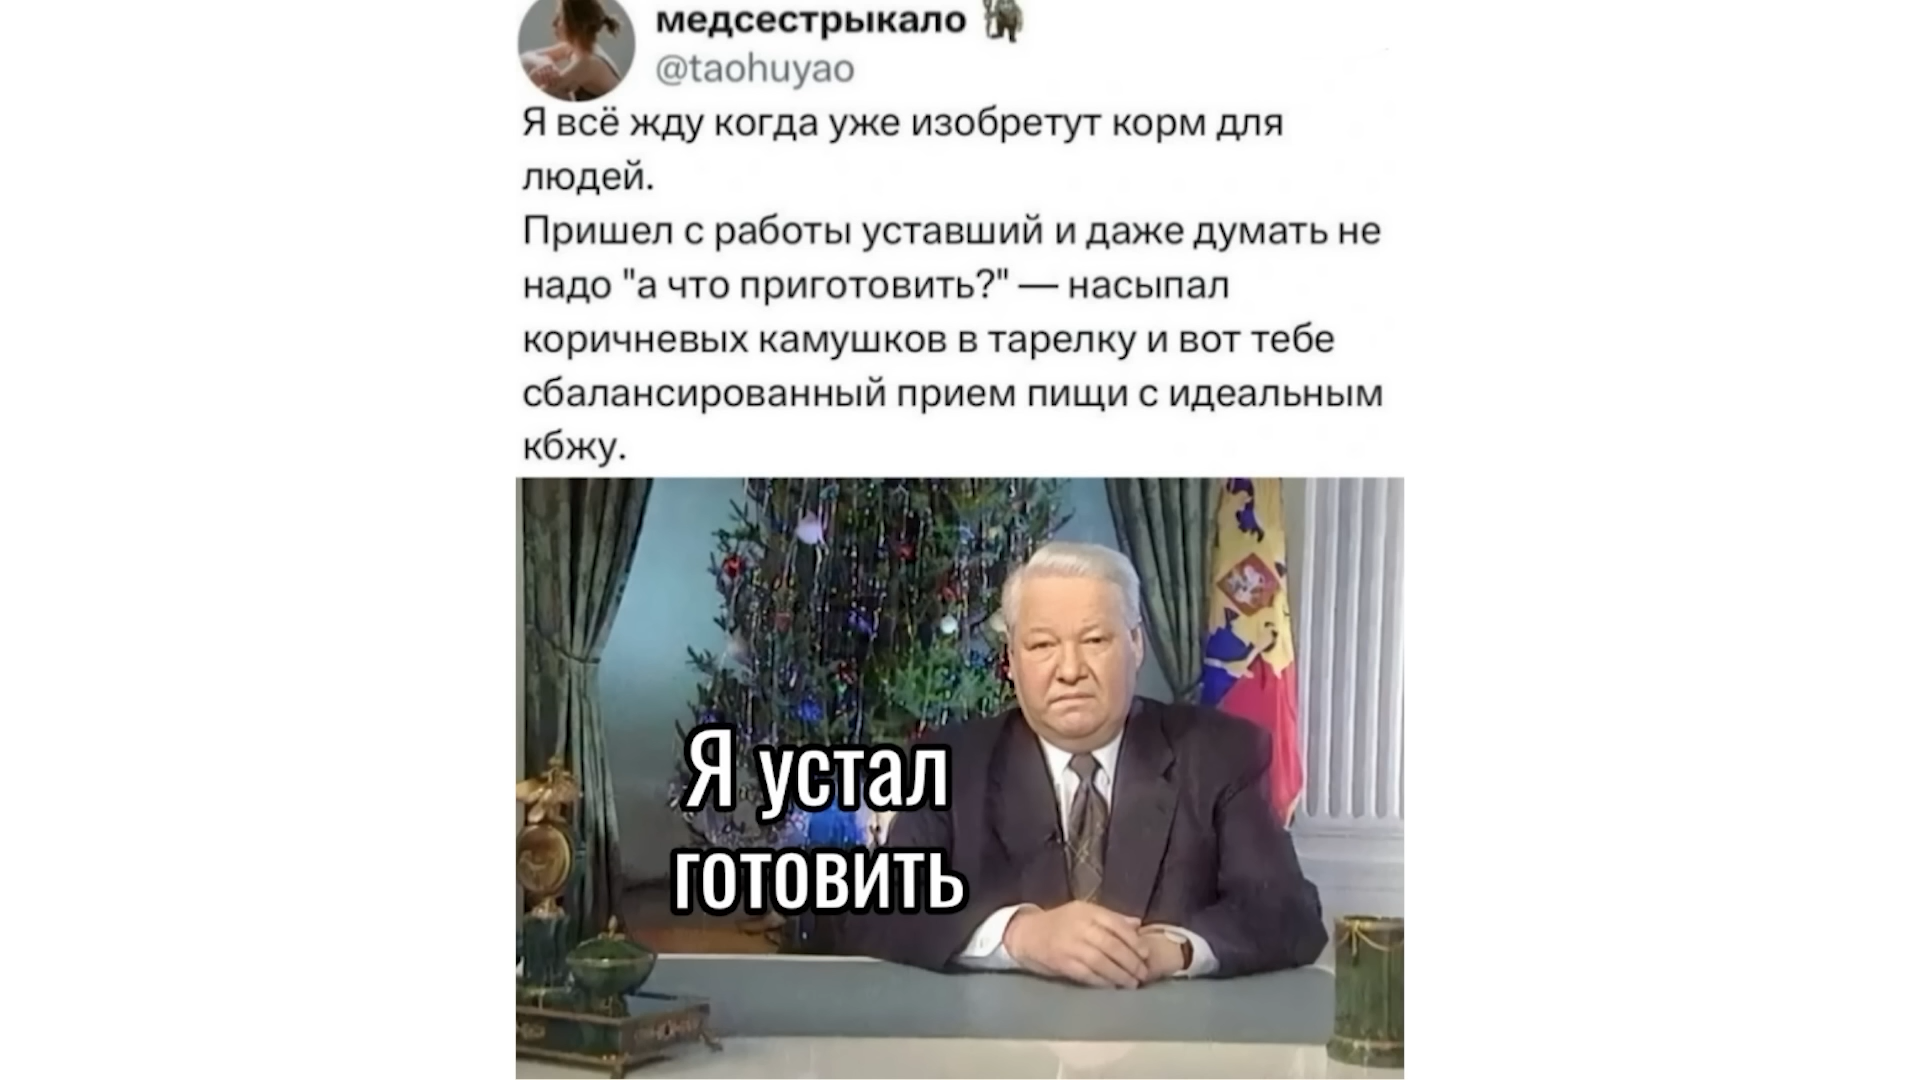 медсестрыкало
@taohuyao
Я всё жду когда уже изобретут корм для
людей.
Пришел с работы уставший и даже думать не
надо "а что приготовить?" — насыпал
коричневых камушков в тарелку и вот тебе
сбалансированный прием пищи с идеальным
кбжу.
Я устал
готовить